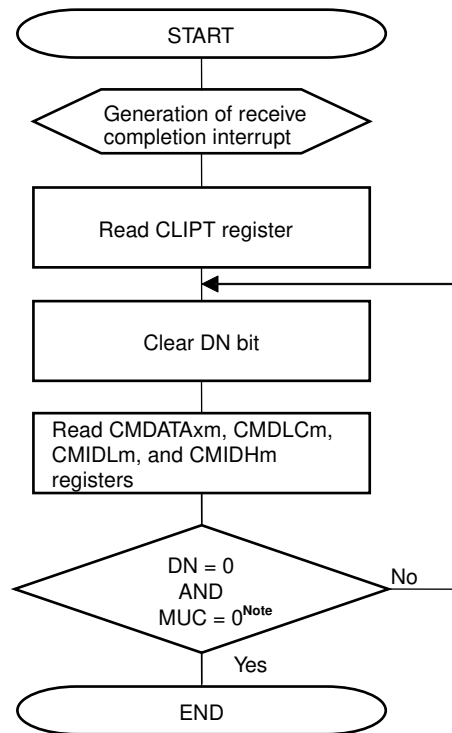 START
Generation of receive
completion interrupt
Read CLIPT register
Clear DN bit
Read CMDATAxm, CMDLCm,
CMIDLm, and CMIDHm
registers
DN = 0
AND
MUC = 0Note
No
Yes
END